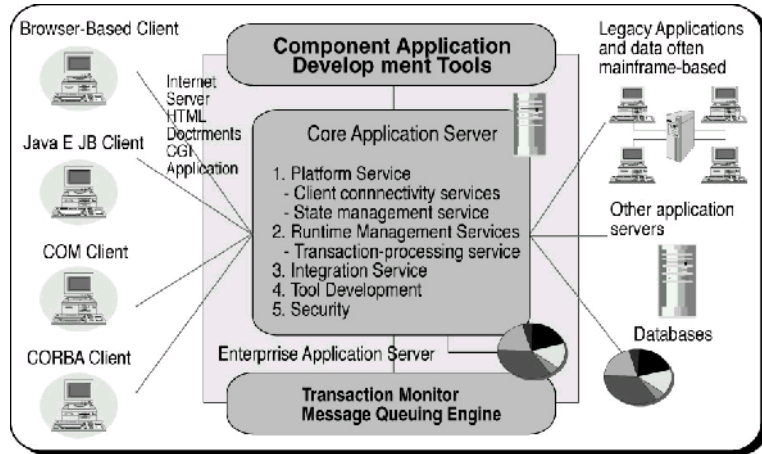 Browser-Based Client
Java E JB Client
COM Client
CORBA Client
Internet
Server
HTML
Doctrments
CGI
Application
Component Application
Develop ment Tools
Core Application Server
1. Platform Service
- Client connnectivity services
- State management service
2. Runtime Management Services
- Transaction-processing service
3. Integration Service
4. Tool Development
5. Security
Enterprrise Application Server
Transaction Monitor
Message Queuing Engine
Legacy Applications
and data often
mainframe-based
Other application
servers
Databases